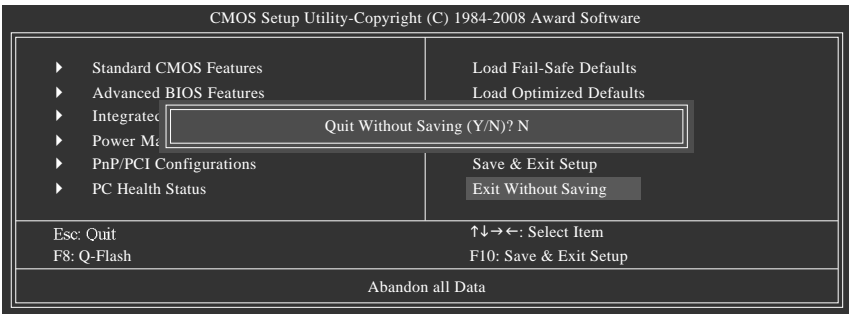 CMOS Setup Utility-Copyright (C) 1984-2008 Award Software
Standard CMOS Features
Load Fail-Safe Defaults
Advanced BIOS Features
Load Optimized Defaults
Integrated
Quit Without Saving (Y/N)? N
Power
PnP/PCI Configurations
Save & Exit Setup
PC Health Status
Exit Without Saving
Esc: Quit
↑↓→←: Select Item
F8: Q-Flash
F10: Save & Exit Setup
Abandon all Data